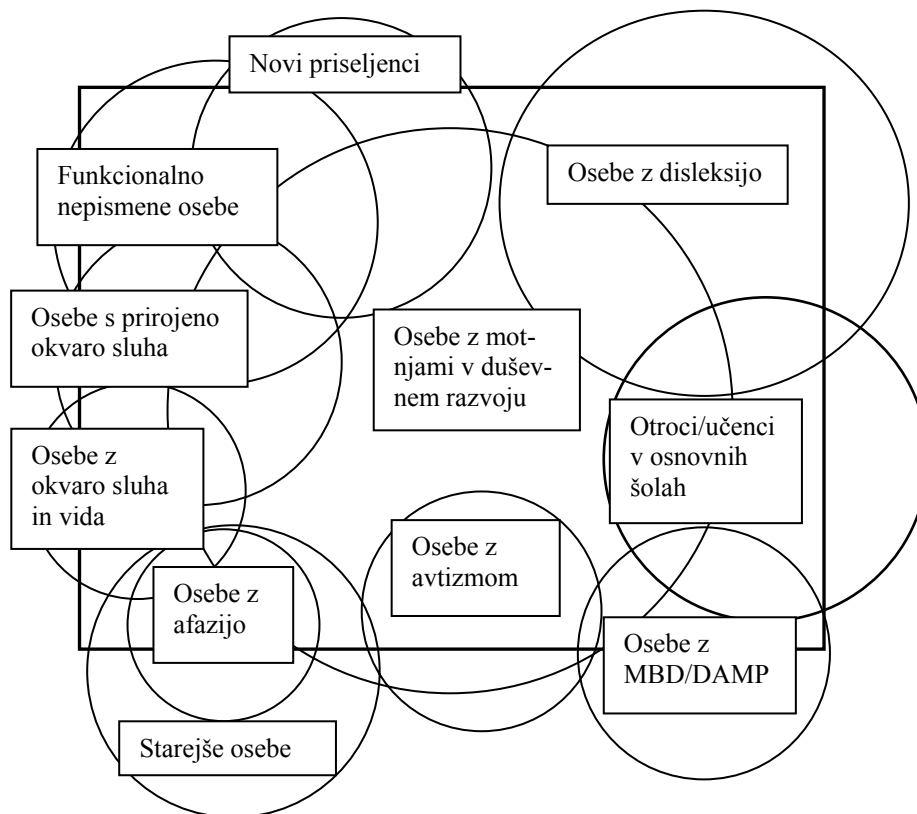 Novi priseljenci
Funkcionalno
nepismene osebe
Osebe z disleksijo
Osebe s prirojeno
okvaro sluha
Osebe z mot-
njami v dušev-
nem razvoju
Otroci/učenci
v osnovnih
šolah
Osebe z
okvaro sluha
in vida
Osebe z
avtizmom
Osebe z
afazijo
Osebe z
MBD/DAMP
Starejše osebe